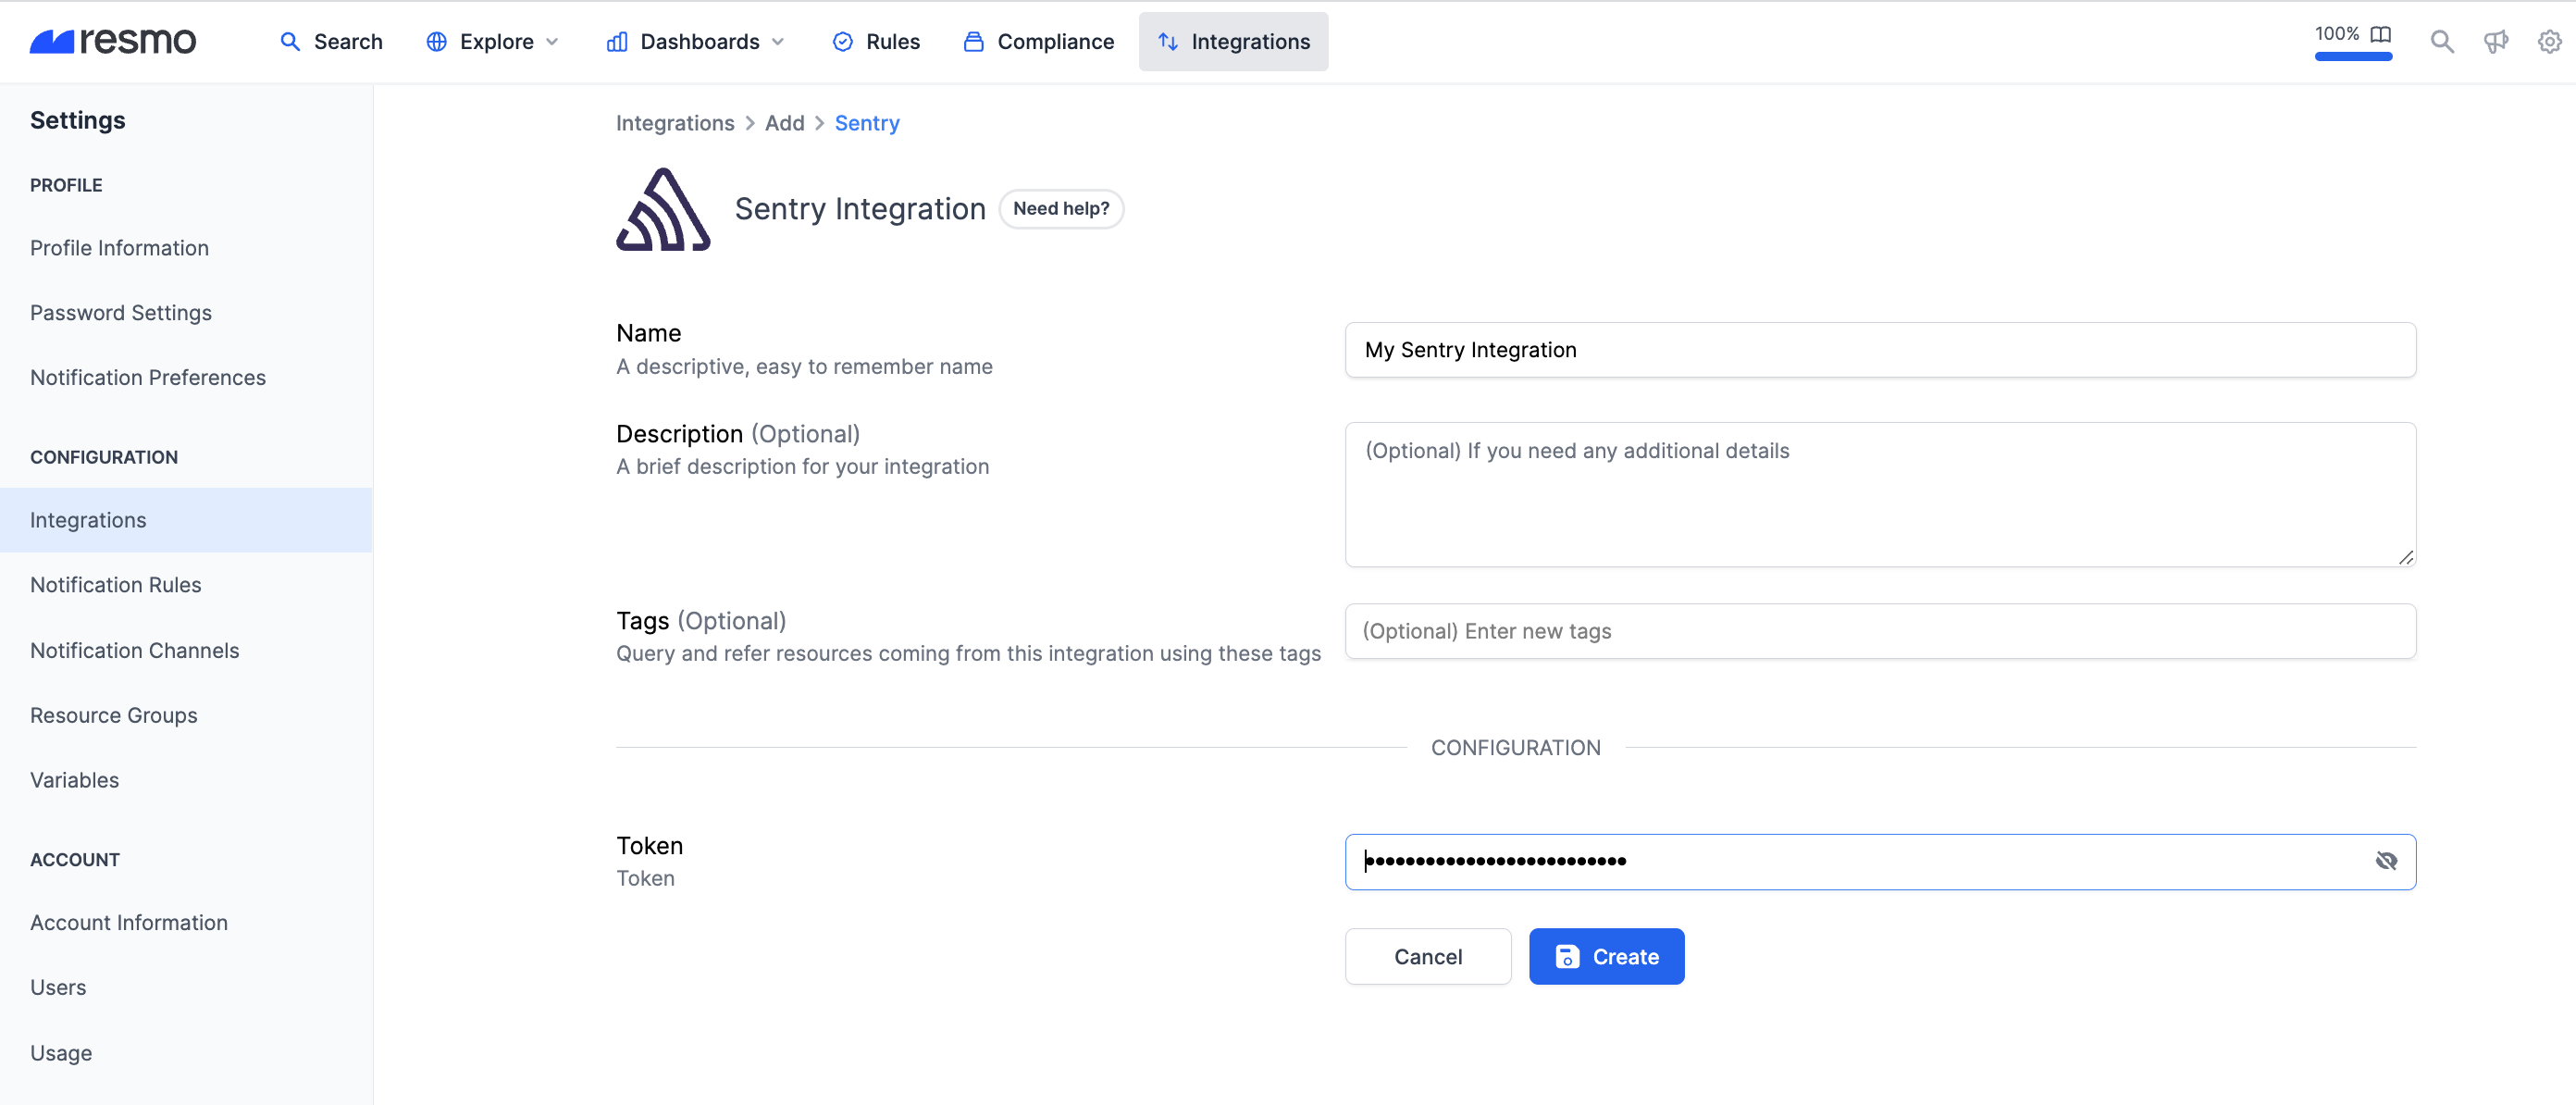 resmo
Search
Explore
Dashboards
Rules
Compliance
Integrations
100%
Settings
PROFILE
Profile Information
Password Settings
Notification Preferences
CONFIGURATION
Integrations
Notification Rules
Notification Channels
Resource Groups
Variables
ACCOUNT
Account Information
Users
Usage
Integrations > Add > Sentry
Sentry Integration
Need help?
Name
A descriptive, easy to remember name
My Sentry Integration
Description (Optional)
A brief description for your integration
(Optional) If you need any additional details
Tags (Optional)
Query and refer resources coming from this integration using these tags
(Optional) Enter new tags
CONFIGURATION
Token
Token
Cancel
Create